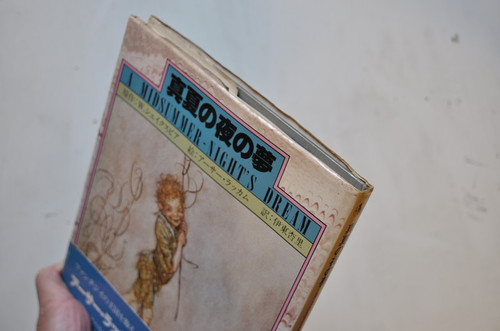 真夏の夜の夢
A MIDSUMMER-NIGHT'S DREAM
原作:W.シェイクスピア
絵:アーサー・ラッカム 訳:伊東杏里
アーサーラッ